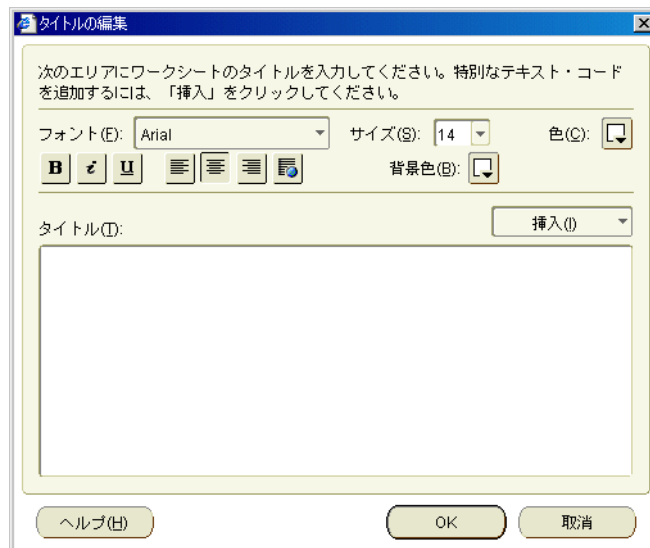 タイトルの編集
次のエリアにワークシートのタイトルを入力してください。特別なテキスト・コード
を追加するには、「挿入」をクリックしてください。
フォント(F): Arial サイズ(S): 14 色(C):
B i U 背景色(B):
タイトル(T): 挿入(I)
ヘルプ(H) OK 取消